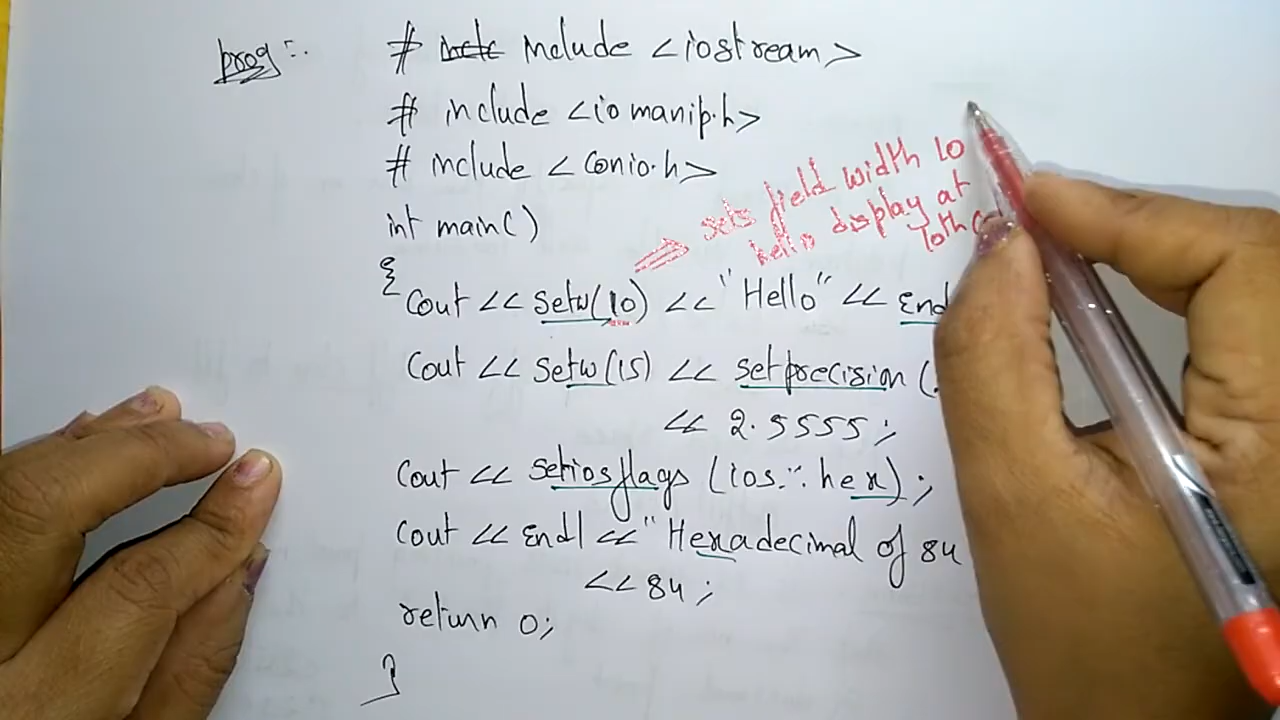 prog :-
# include <iostream>
# include <iomanip.h>
# include <conio.h>
int main()
⇒ sets field width 10
hello display at
10th
{
cout << setw(10) << "Hello" << end
cout << setw(15) << setprecision (
<< 2.5555;
cout << setiosflags (ios::hex);
cout << endl << "Hexadecimal of 84
<< 84;
return 0;
}